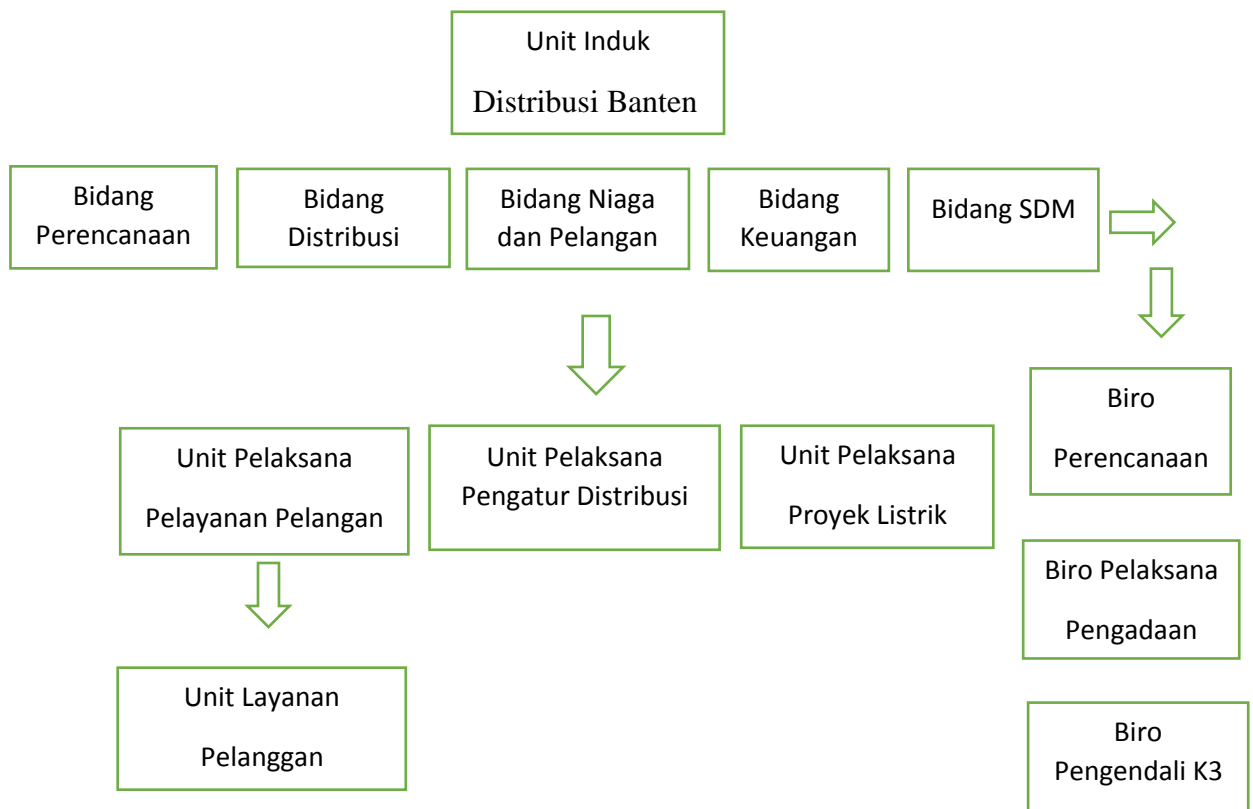 Unit Induk
Distribusi Banten
Bidang
Perencanaan
Bidang
Distribusi
Bidang Niaga
dan Pelangan
Bidang
Keuangan
Bidang SDM
Unit Pelaksana
Pelayanan Pelangan
Unit Pelaksana
Pengatur Distribusi
Unit Pelaksana
Proyek Listrik
Biro
Perencanaan
Biro Pelaksana
Pengadaan
Unit Layanan
Pelanggan
Biro
Pengendali K3